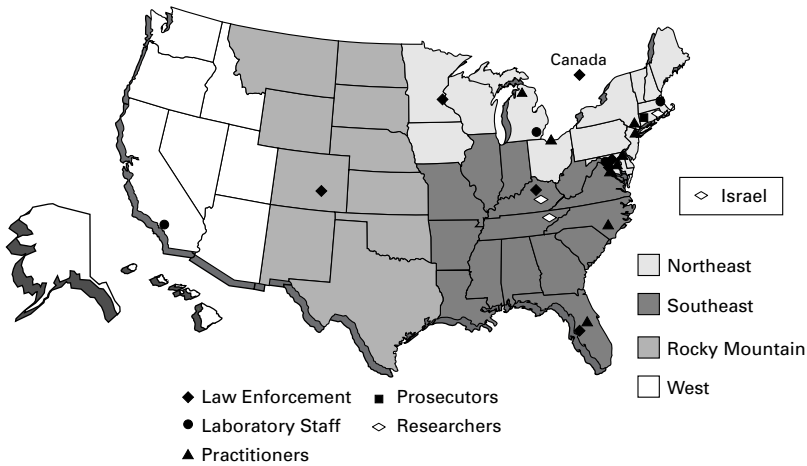 Canada
Israel
Northeast
Southeast
Rocky Mountain
West
Law Enforcement
Prosecutors
Laboratory Staff
Researchers
Practitioners